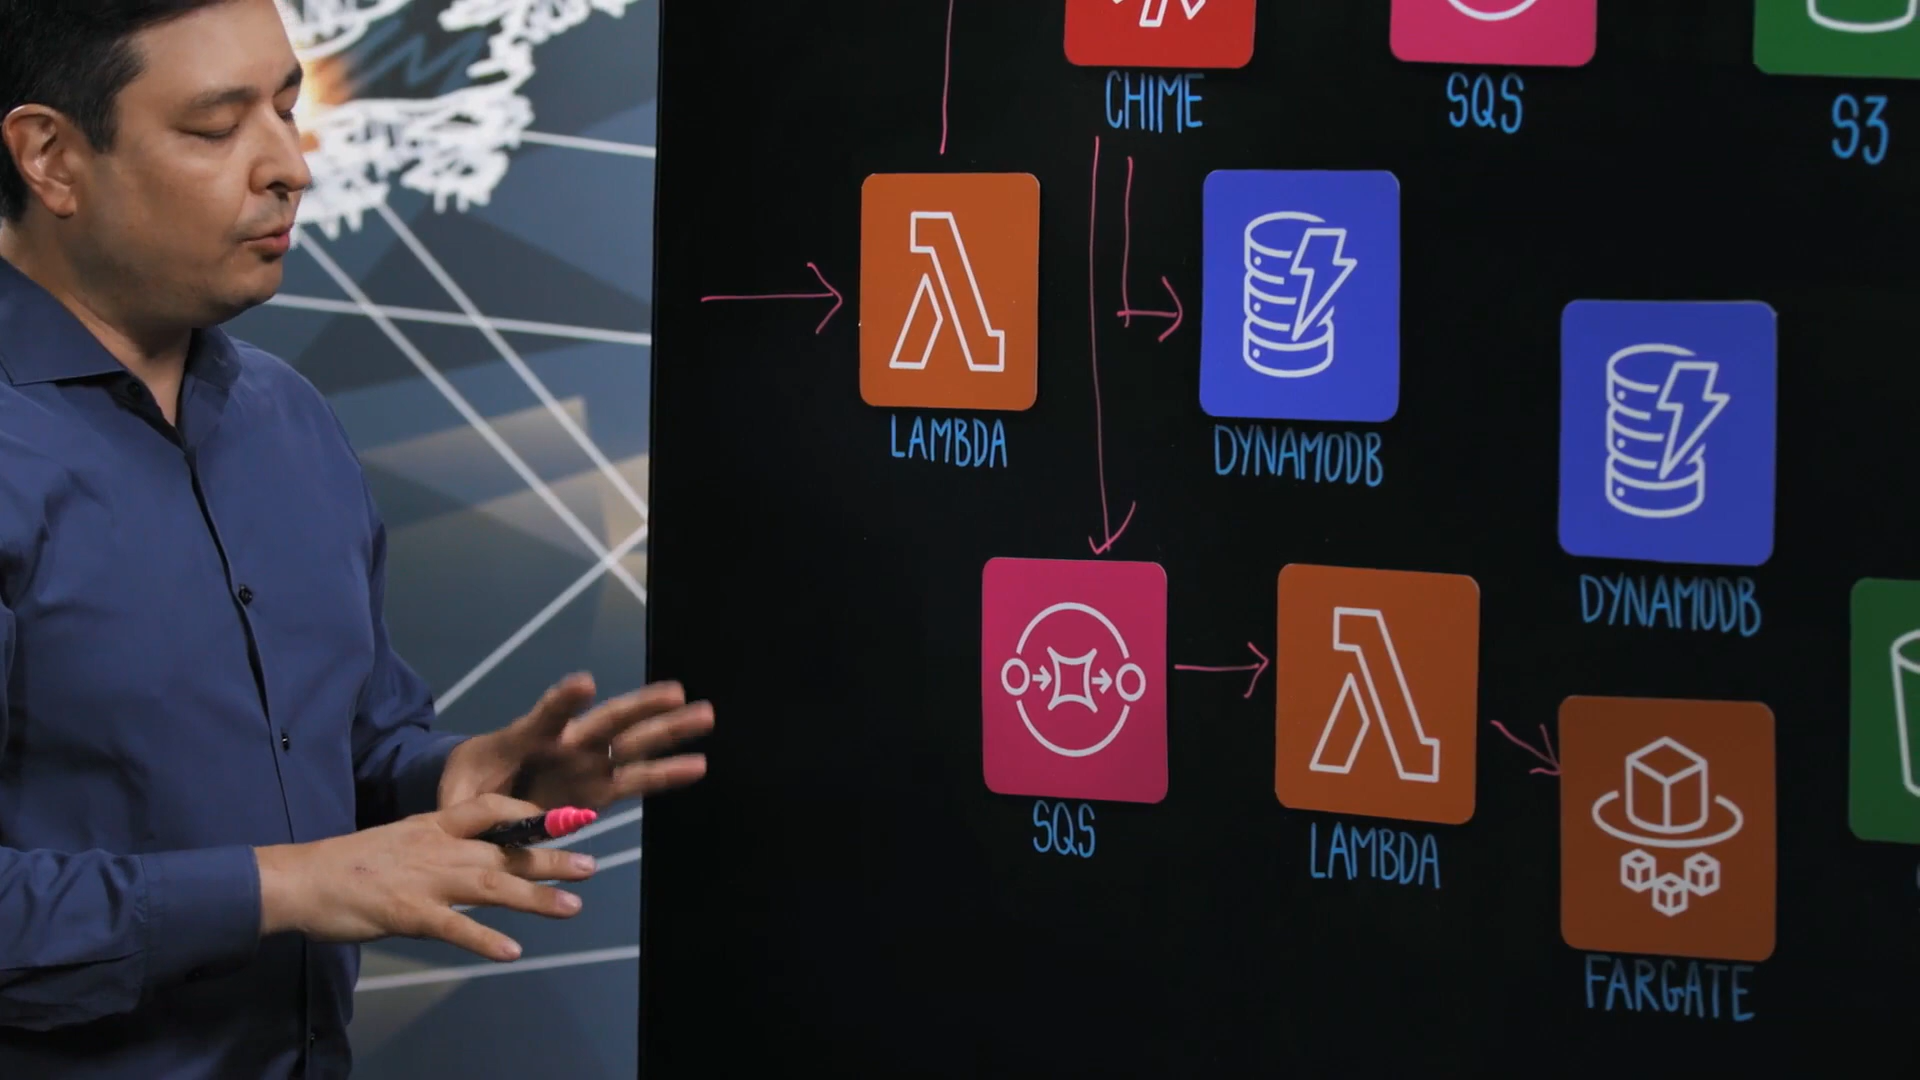 CHIME
SQS
S3
LAMBDA
DYNAMODB
DYNAMODB
SQS
LAMBDA
FARGATE